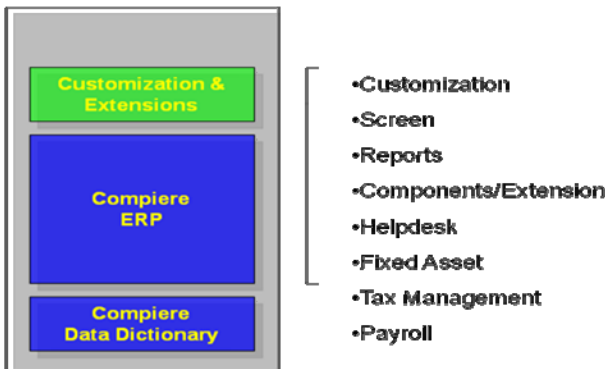 Customization &
Extensions
Compiere
ERP
Compiere
Data Dictionary
•Customization
•Screen
•Reports
•Components/Extension
•Helpdesk
•Fixed Asset
•Tax Management
•Payroll